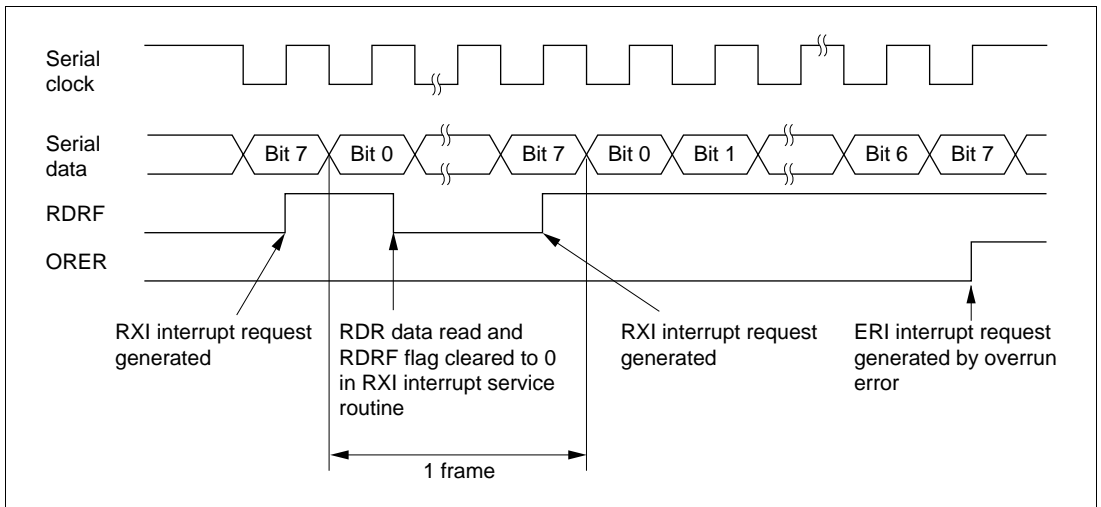 Serial
clock
Serial
data
Bit 7 Bit 0 Bit 7 Bit 0 Bit 1 Bit 6 Bit 7
RDRF
ORER
RXI interrupt request
generated
RDR data read and
RDRF flag cleared to 0
in RXI interrupt service
routine
RXI interrupt request
generated
ERI interrupt request
generated by overrun
error
1 frame